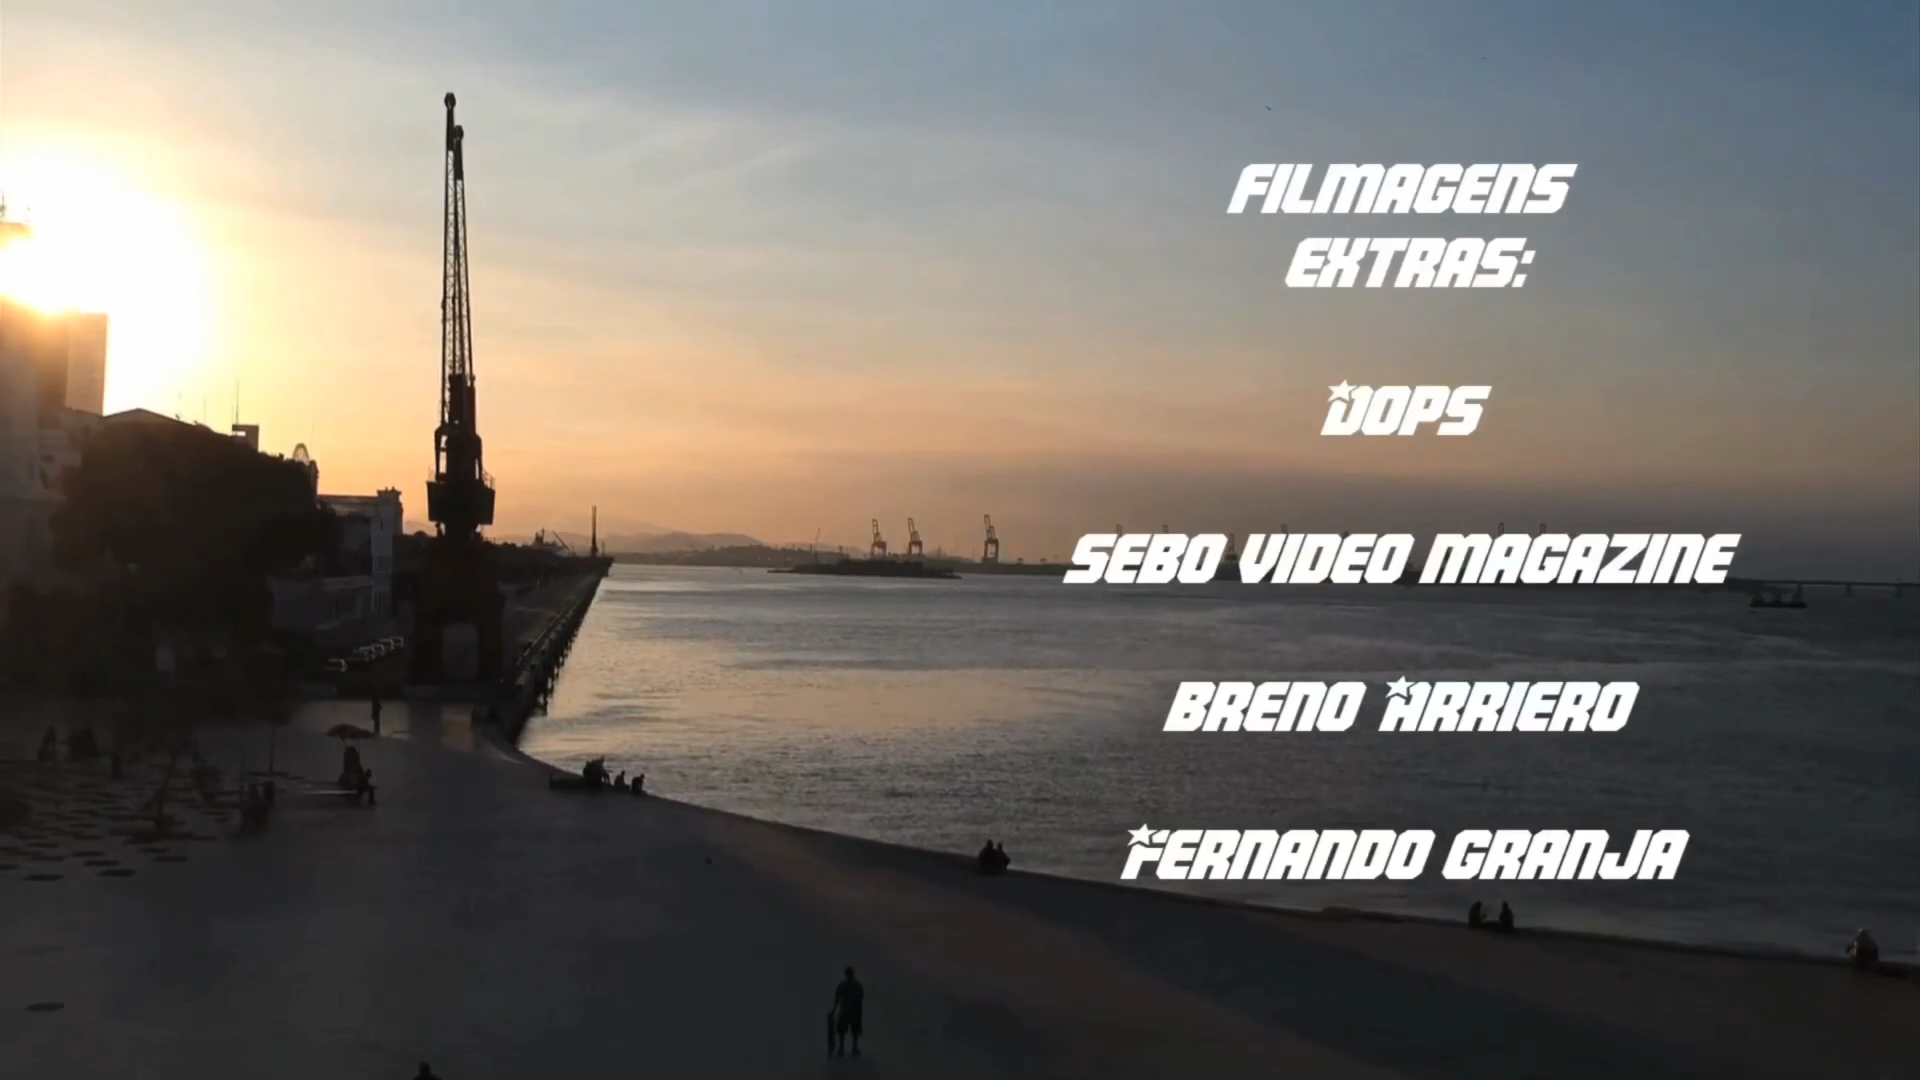 FILMAGENS
EXTRAS:
DOPS
SEBO VIDEO MAGAZINE
BRENO ARRIERO
FERNANDO GRANJA